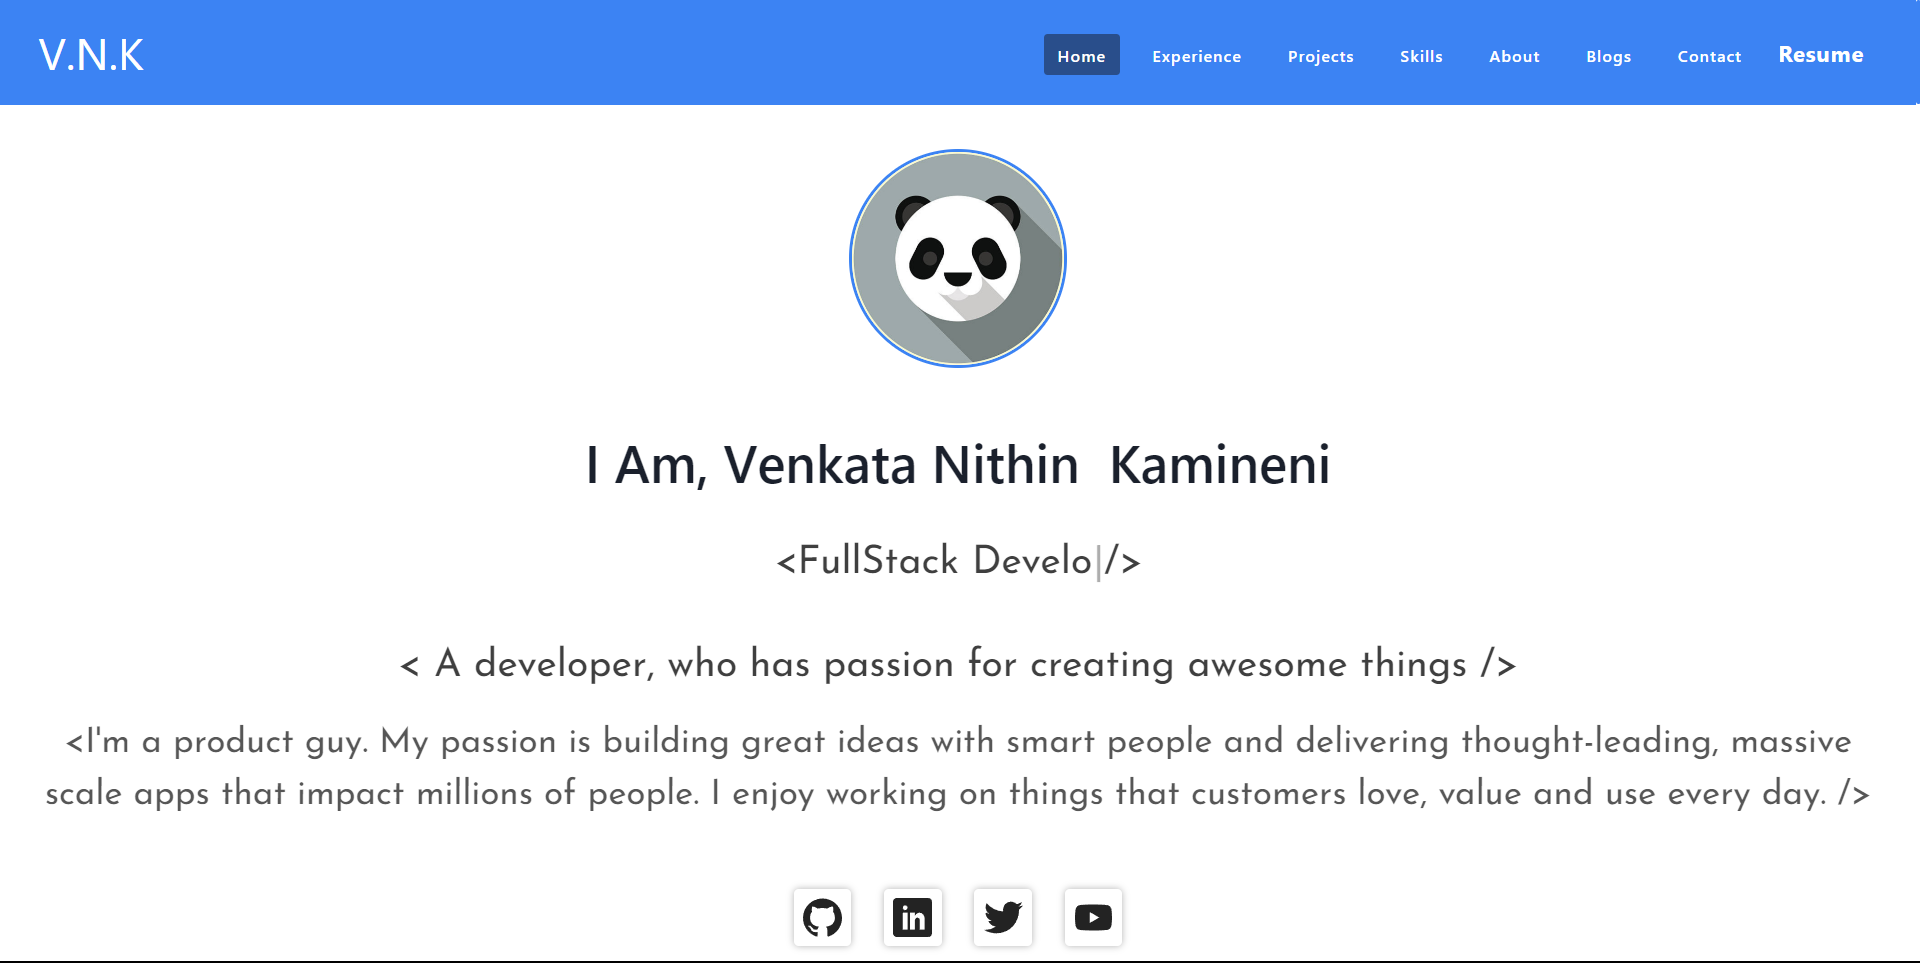 V.N.K
Home Experience Projects Skills About Blogs Contact Resume
I Am, Venkata Nithin  Kamineni
<FullStack Develo|/>
< A developer, who has passion for creating awesome things />
<I'm a product guy. My passion is building great ideas with smart people and delivering thought-leading, massive
scale apps that impact millions of people. I enjoy working on things that customers love, value and use every day. />
in